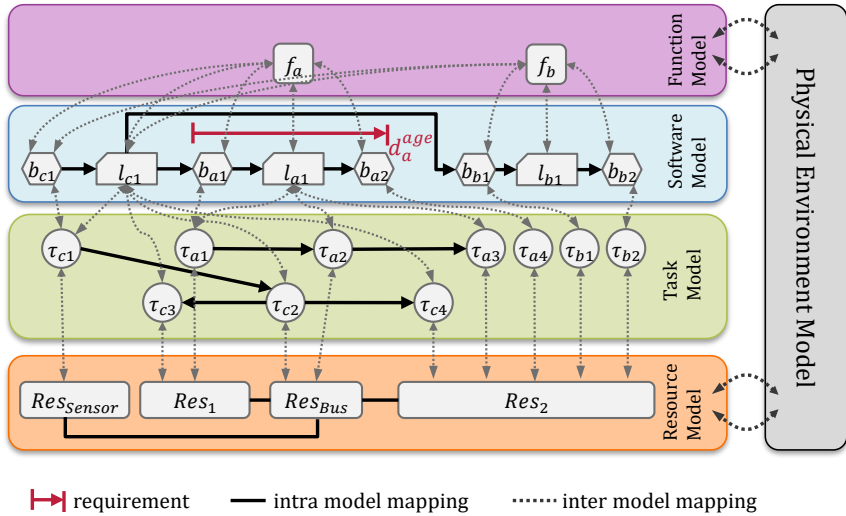 f_a f_b
Function Model
d_a^age
b_c1 l_c1 b_a1 l_a1 b_a2 b_b1 l_b1 b_b2
Software Model
τ_c1 τ_a1 τ_a2 τ_a3 τ_a4 τ_b1 τ_b2
τ_c3 τ_c2 τ_c4
Task Model
Res_Sensor Res_1 Res_Bus Res_2
Resource Model
Physical Environment Model
requirement intra model mapping inter model mapping